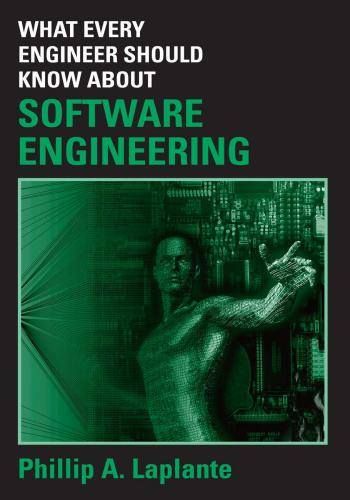 WHAT EVERY
ENGINEER SHOULD
KNOW ABOUT
SOFTWARE
ENGINEERING
Phillip A. Laplante